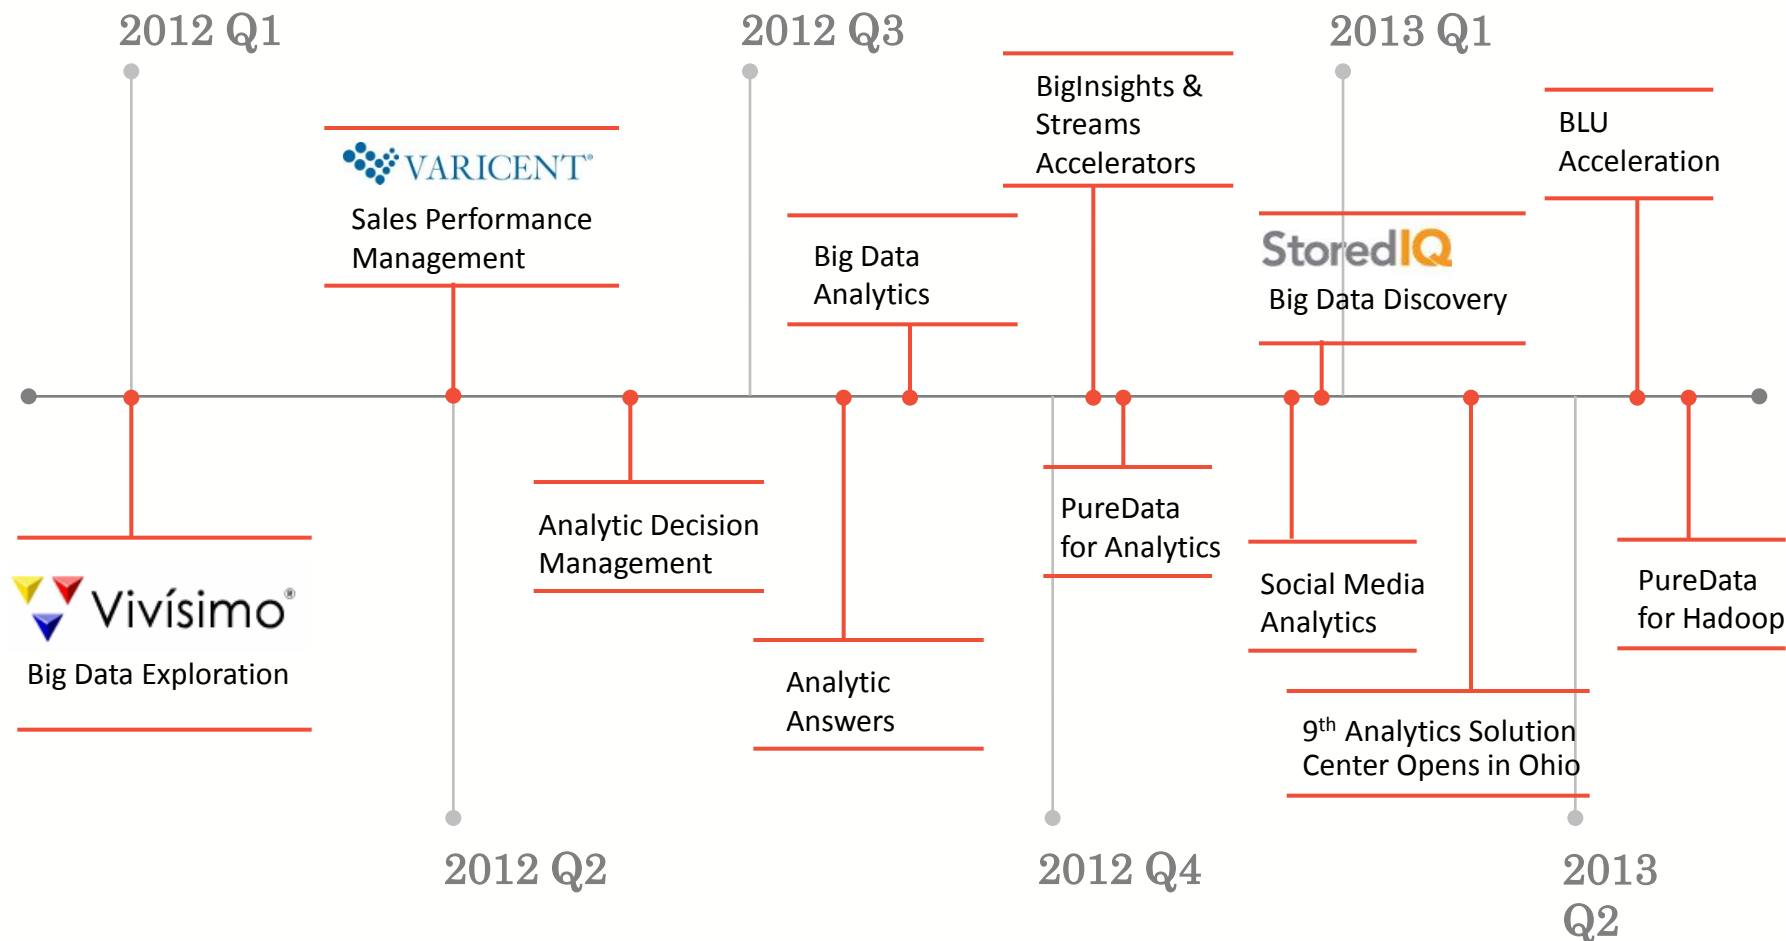 2012 Q1
2012 Q3
2013 Q1
BigInsights &
Streams
Accelerators
BLU
Acceleration
VARICENT®
Sales Performance
Management
Big Data
Analytics
StoredIQ
Big Data Discovery
Analytic Decision
Management
PureData
for Analytics
Vivísimo®
Big Data Exploration
Social Media
Analytics
PureData
for Hadoop
Analytic
Answers
9th Analytics Solution
Center Opens in Ohio
2012 Q2
2012 Q4
2013
Q2